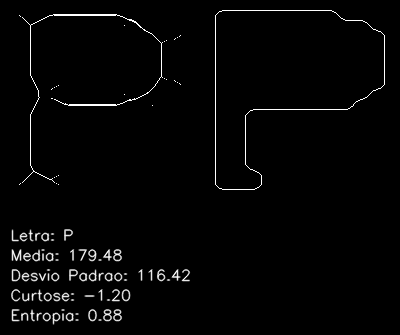 Letra: P
Media: 179.48
Desvio Padrao: 116.42
Curtose: -1.20
Entropia: 0.88